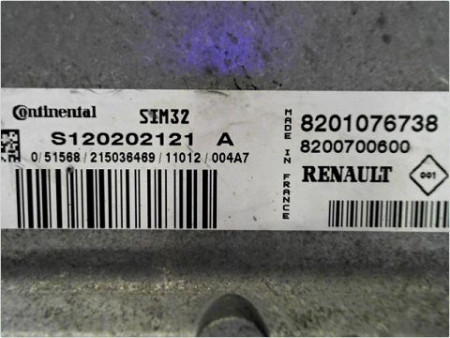 Continental SIM32
S120202121 A
0/51568/215036469/11012/004A7
MADE IN FRANCE
8201076738
8200700600
RENAULT 001